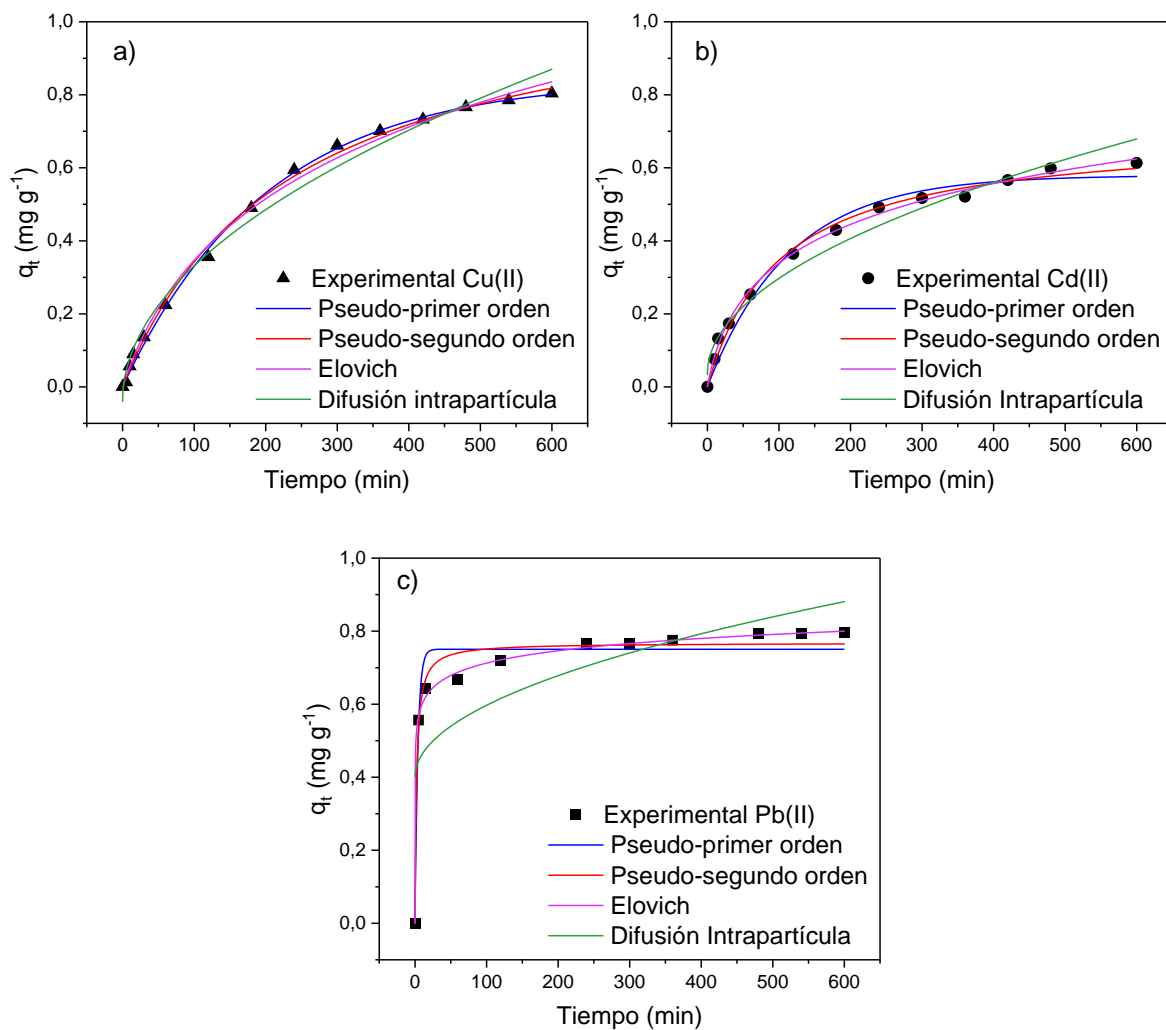 a)
1,0
0,8
0,6
0,4
0,2
0,0
qt (mg g-1)
Experimental Cu(II)
Pseudo-primer orden
Pseudo-segundo orden
Elovich
Difusión intrapartícula
0 100 200 300 400 500 600
Tiempo (min)
b)
1,0
0,8
0,6
0,4
0,2
0,0
qt (mg g-1)
Experimental Cd(II)
Pseudo-primer orden
Pseudo-segundo orden
Elovich
Difusión Intrapartícula
0 100 200 300 400 500 600
Tiempo (min)
c)
1,0
0,8
0,6
0,4
0,2
0,0
qt (mg g-1)
Experimental Pb(II)
Pseudo-primer orden
Pseudo-segundo orden
Elovich
Difusión Intrapartícula
0 100 200 300 400 500 600
Tiempo (min)